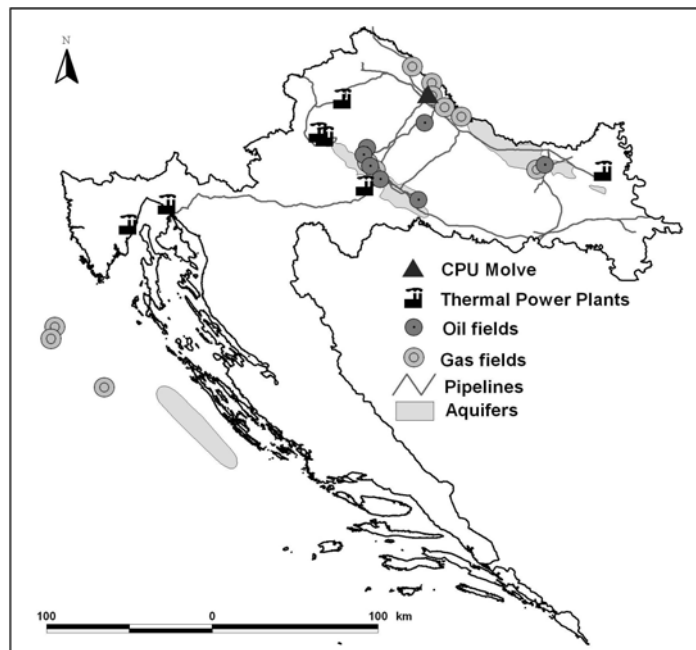 N
CPU Molve
Thermal Power Plants
Oil fields
Gas fields
Pipelines
Aquifers
100 0 100 km